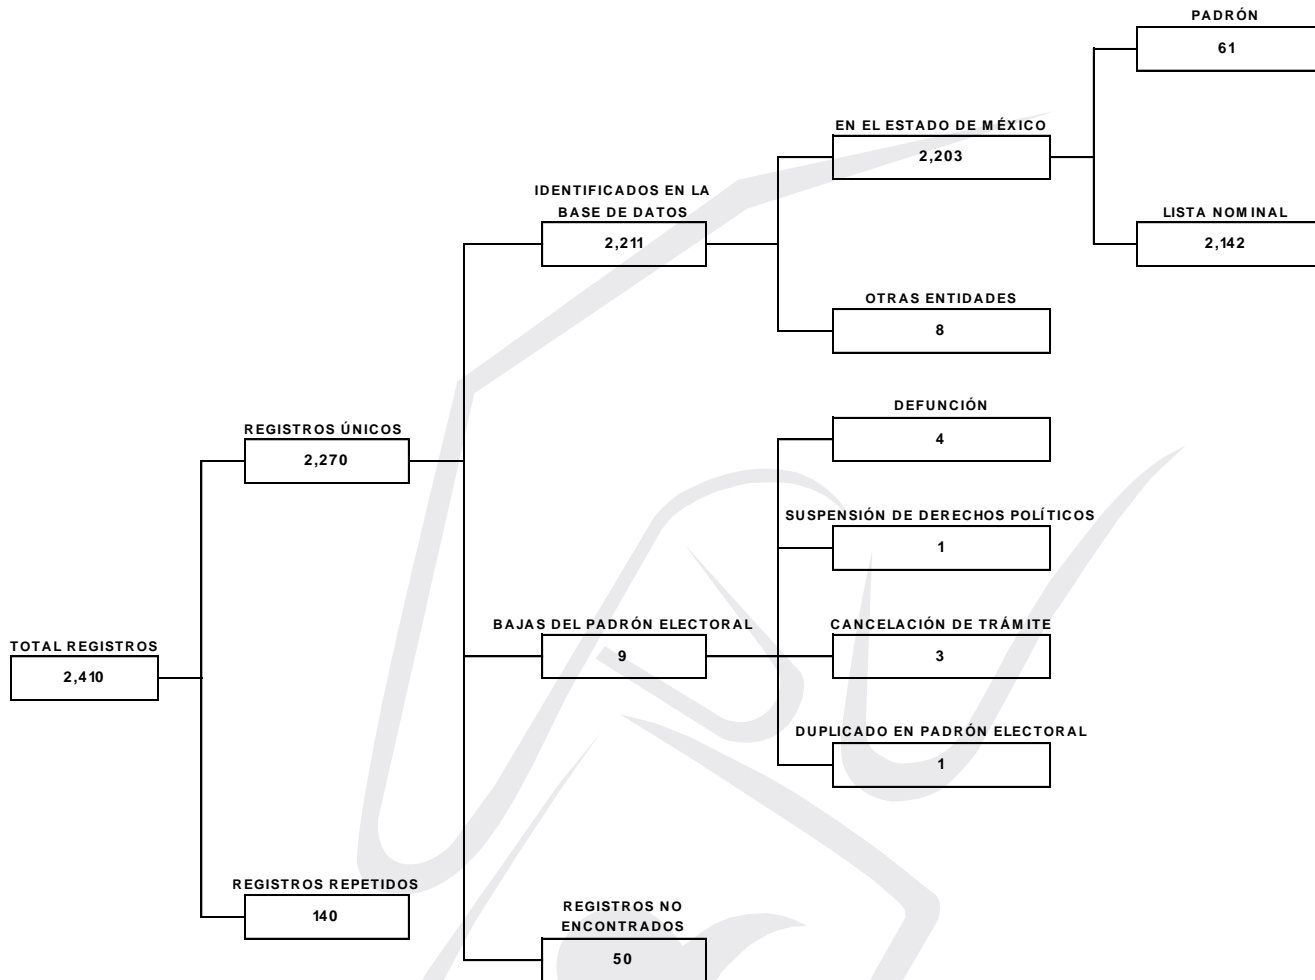 PADRÓN
61
EN EL ESTADO DE MÉXICO
2,203
IDENTIFICADOS EN LA
BASE DE DATOS
2,211
LISTA NOMINAL
2,142
OTRAS ENTIDADES
8
DEFUNCIÓN
4
REGISTROS ÚNICOS
2,270
SUSPENSIÓN DE DERECHOS POLÍTICOS
1
BAJAS DEL PADRÓN ELECTORAL
9
CANCELACIÓN DE TRÁMITE
3
TOTAL REGISTROS
2,410
DUPLICADO EN PADRÓN ELECTORAL
1
REGISTROS REPETIDOS
140
REGISTROS NO
ENCONTRADOS
50